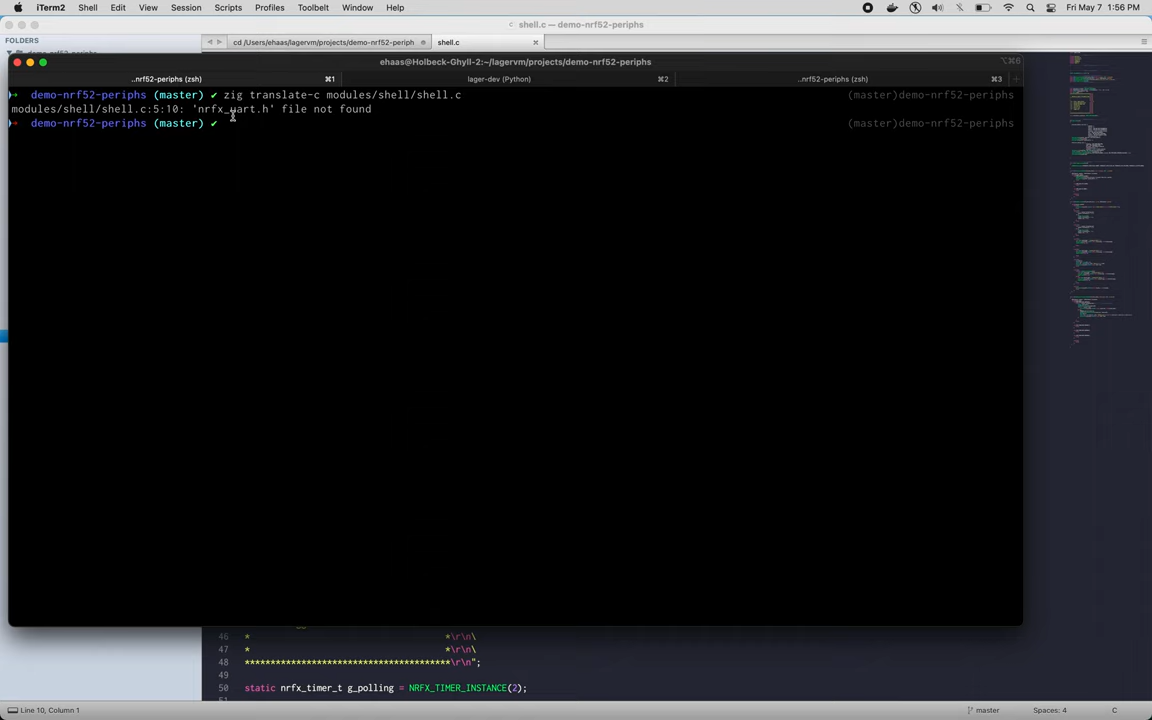 iTerm2 Shell Edit View Session Scripts Profiles Toolbelt Window Help Fri May 7 1:56 PM
shell.c — demo-nrf52-periphs
FOLDERS
cd /Users/ehaas/lagervm/projects/demo-nrf52-periph shell.c
ehaas@Holbeck-Ghyll-2:~/lagervm/projects/demo-nrf52-periphs ⌥⌘6
..nrf52-periphs (zsh) ⌘1 lager-dev (Python) ⌘2 ..nrf52-periphs (zsh) ⌘3
demo-nrf52-periphs (master) ✔ zig translate-c modules/shell/shell.c (master)demo-nrf52-periphs
modules/shell/shell.c:5:10: 'nrfx_uart.h' file not found
demo-nrf52-periphs (master) ✔ (master)demo-nrf52-periphs
46 * *\r\n\
47 * *\r\n\
48 *****************************************\r\n";
49
50 static nrfx_timer_t g_polling = NRFX_TIMER_INSTANCE(2);
Line 10, Column 1 master Spaces: 4 C